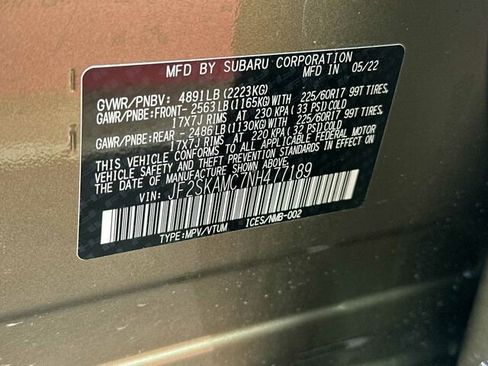 MFD BY SUBARU CORPORATION IN 05/22
GVWR/PNBV: 4891LB (2223KG)
GAWR/PNBE:FRONT- 2563LB(1165KG)WITH 225/60R17 99T TIRES,
17X7J RIMS AT 230 KPA (33 PSI)COLD
GAWR/PNBE:REAR - 2486LB(1130KG)WITH 225/60R17 99T TIRES,
17X7J RIMS AT 220 KPA (32 PSI)COLD
THIS VEHICLE CONFORMS TO ALL APPLICABLE FEDERAL MOTOR
VEHICLE SAFETY AND THEFT PREVENTION STANDARDS IN EFFECT ON
THE DATE OF MANUFACTURE SHOWN ABOVE.
VIN: JF2SKAMC7NH477189
TYPE:MPV/VTUM ICES/NMB-002